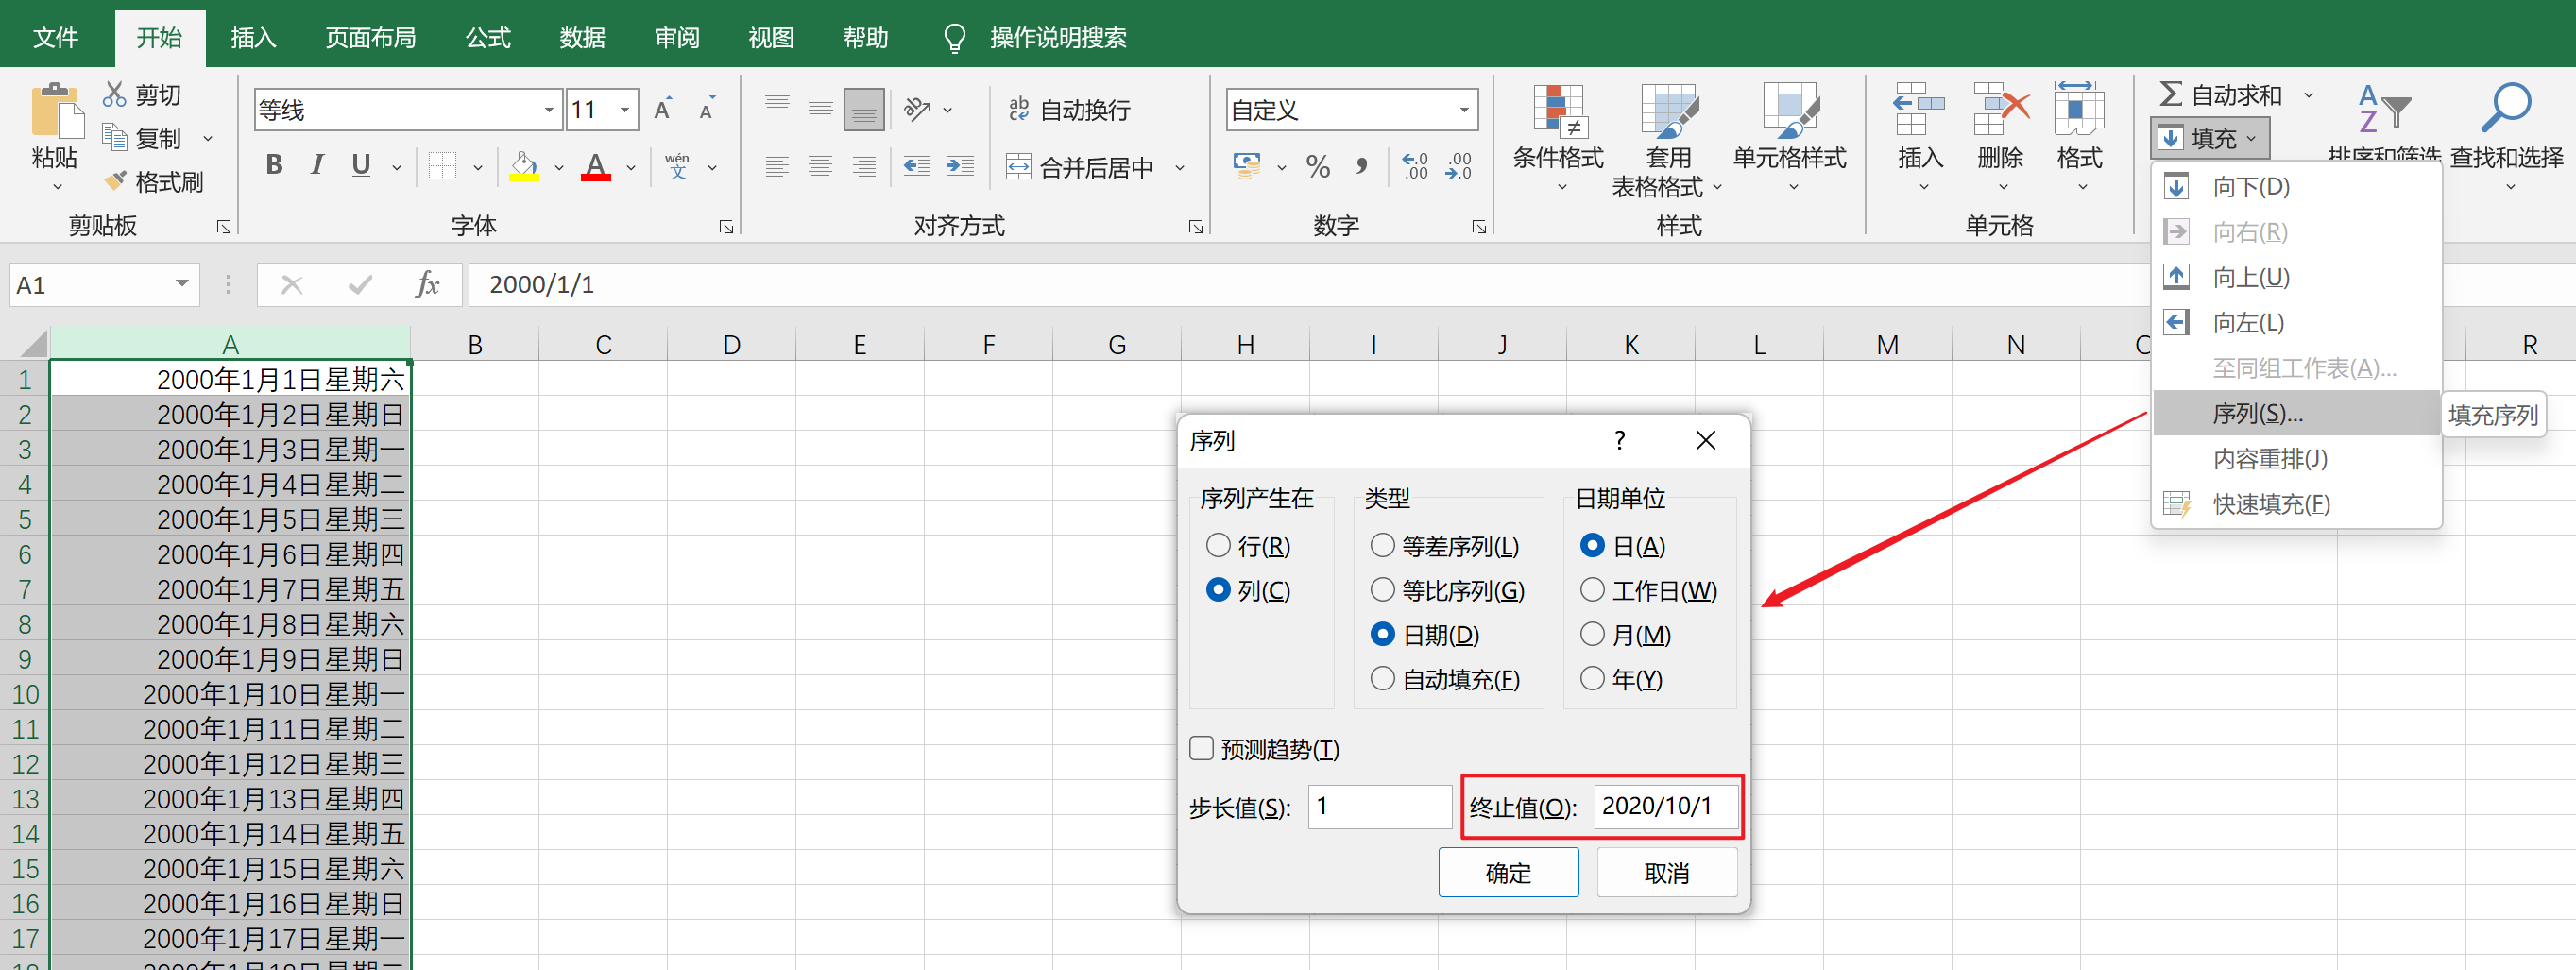 文件 开始 插入 页面布局 公式 数据 审阅 视图 帮助 操作说明搜索
粘贴
剪切
复制
格式刷
剪贴板
等线 11 A A
B I U A wén 文
字体
ab c 自动换行
合并后居中
对齐方式
自定义
% , .0 .00 .00 .0
数字
条件格式
套用
表格格式
单元格样式
样式
插入 删除 格式
单元格
Σ 自动求和
填充
A Z
查找和选择
向下(D)
向右(R)
向上(U)
向左(L)
至同组工作表(A)...
序列(S)...
填充序列
内容重排(J)
快速填充(F)
A1 fx 2000/1/1
A B C D E F G H I J K L M N R
1 2000年1月1日星期六
2 2000年1月2日星期日
3 2000年1月3日星期一
4 2000年1月4日星期二
5 2000年1月5日星期三
6 2000年1月6日星期四
7 2000年1月7日星期五
8 2000年1月8日星期六
9 2000年1月9日星期日
10 2000年1月10日星期一
11 2000年1月11日星期二
12 2000年1月12日星期三
13 2000年1月13日星期四
14 2000年1月14日星期五
15 2000年1月15日星期六
16 2000年1月16日星期日
17 2000年1月17日星期一
序列 ?
序列产生在
行(R)
列(C)
类型
等差序列(L)
等比序列(G)
日期(D)
自动填充(F)
日期单位
日(A)
工作日(W)
月(M)
年(Y)
预测趋势(T)
步长值(S): 1 终止值(O): 2020/10/1
确定 取消